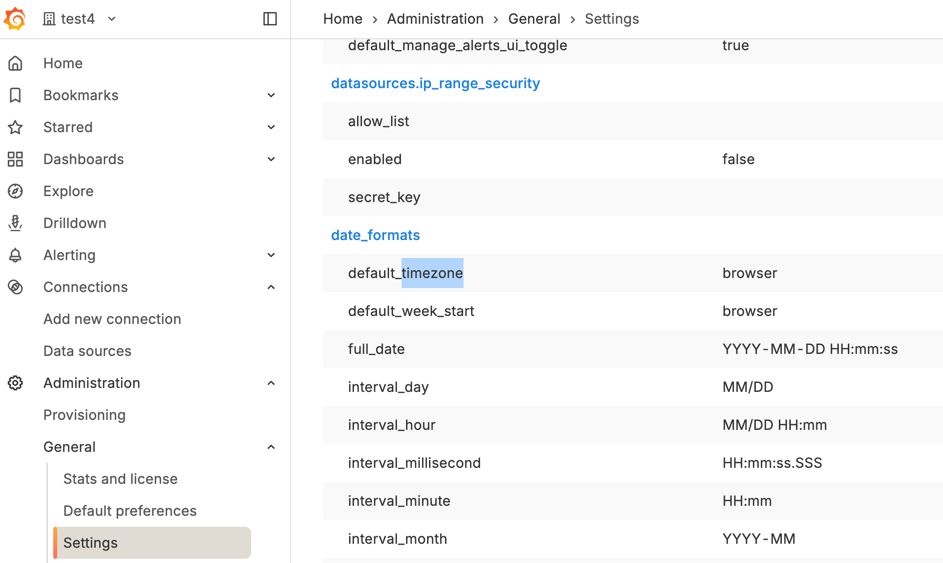 test4
Home › Administration › General › Settings
Home
Bookmarks
Starred
Dashboards
Explore
Drilldown
Alerting
Connections
Add new connection
Data sources
Administration
Provisioning
General
Stats and license
Default preferences
Settings
default_manage_alerts_ui_toggle true
datasources.ip_range_security
allow_list
enabled false
secret_key
date_formats
default_timezone browser
default_week_start browser
full_date YYYY-MM-DD HH:mm:ss
interval_day MM/DD
interval_hour MM/DD HH:mm
interval_millisecond HH:mm:ss.SSS
interval_minute HH:mm
interval_month YYYY-MM